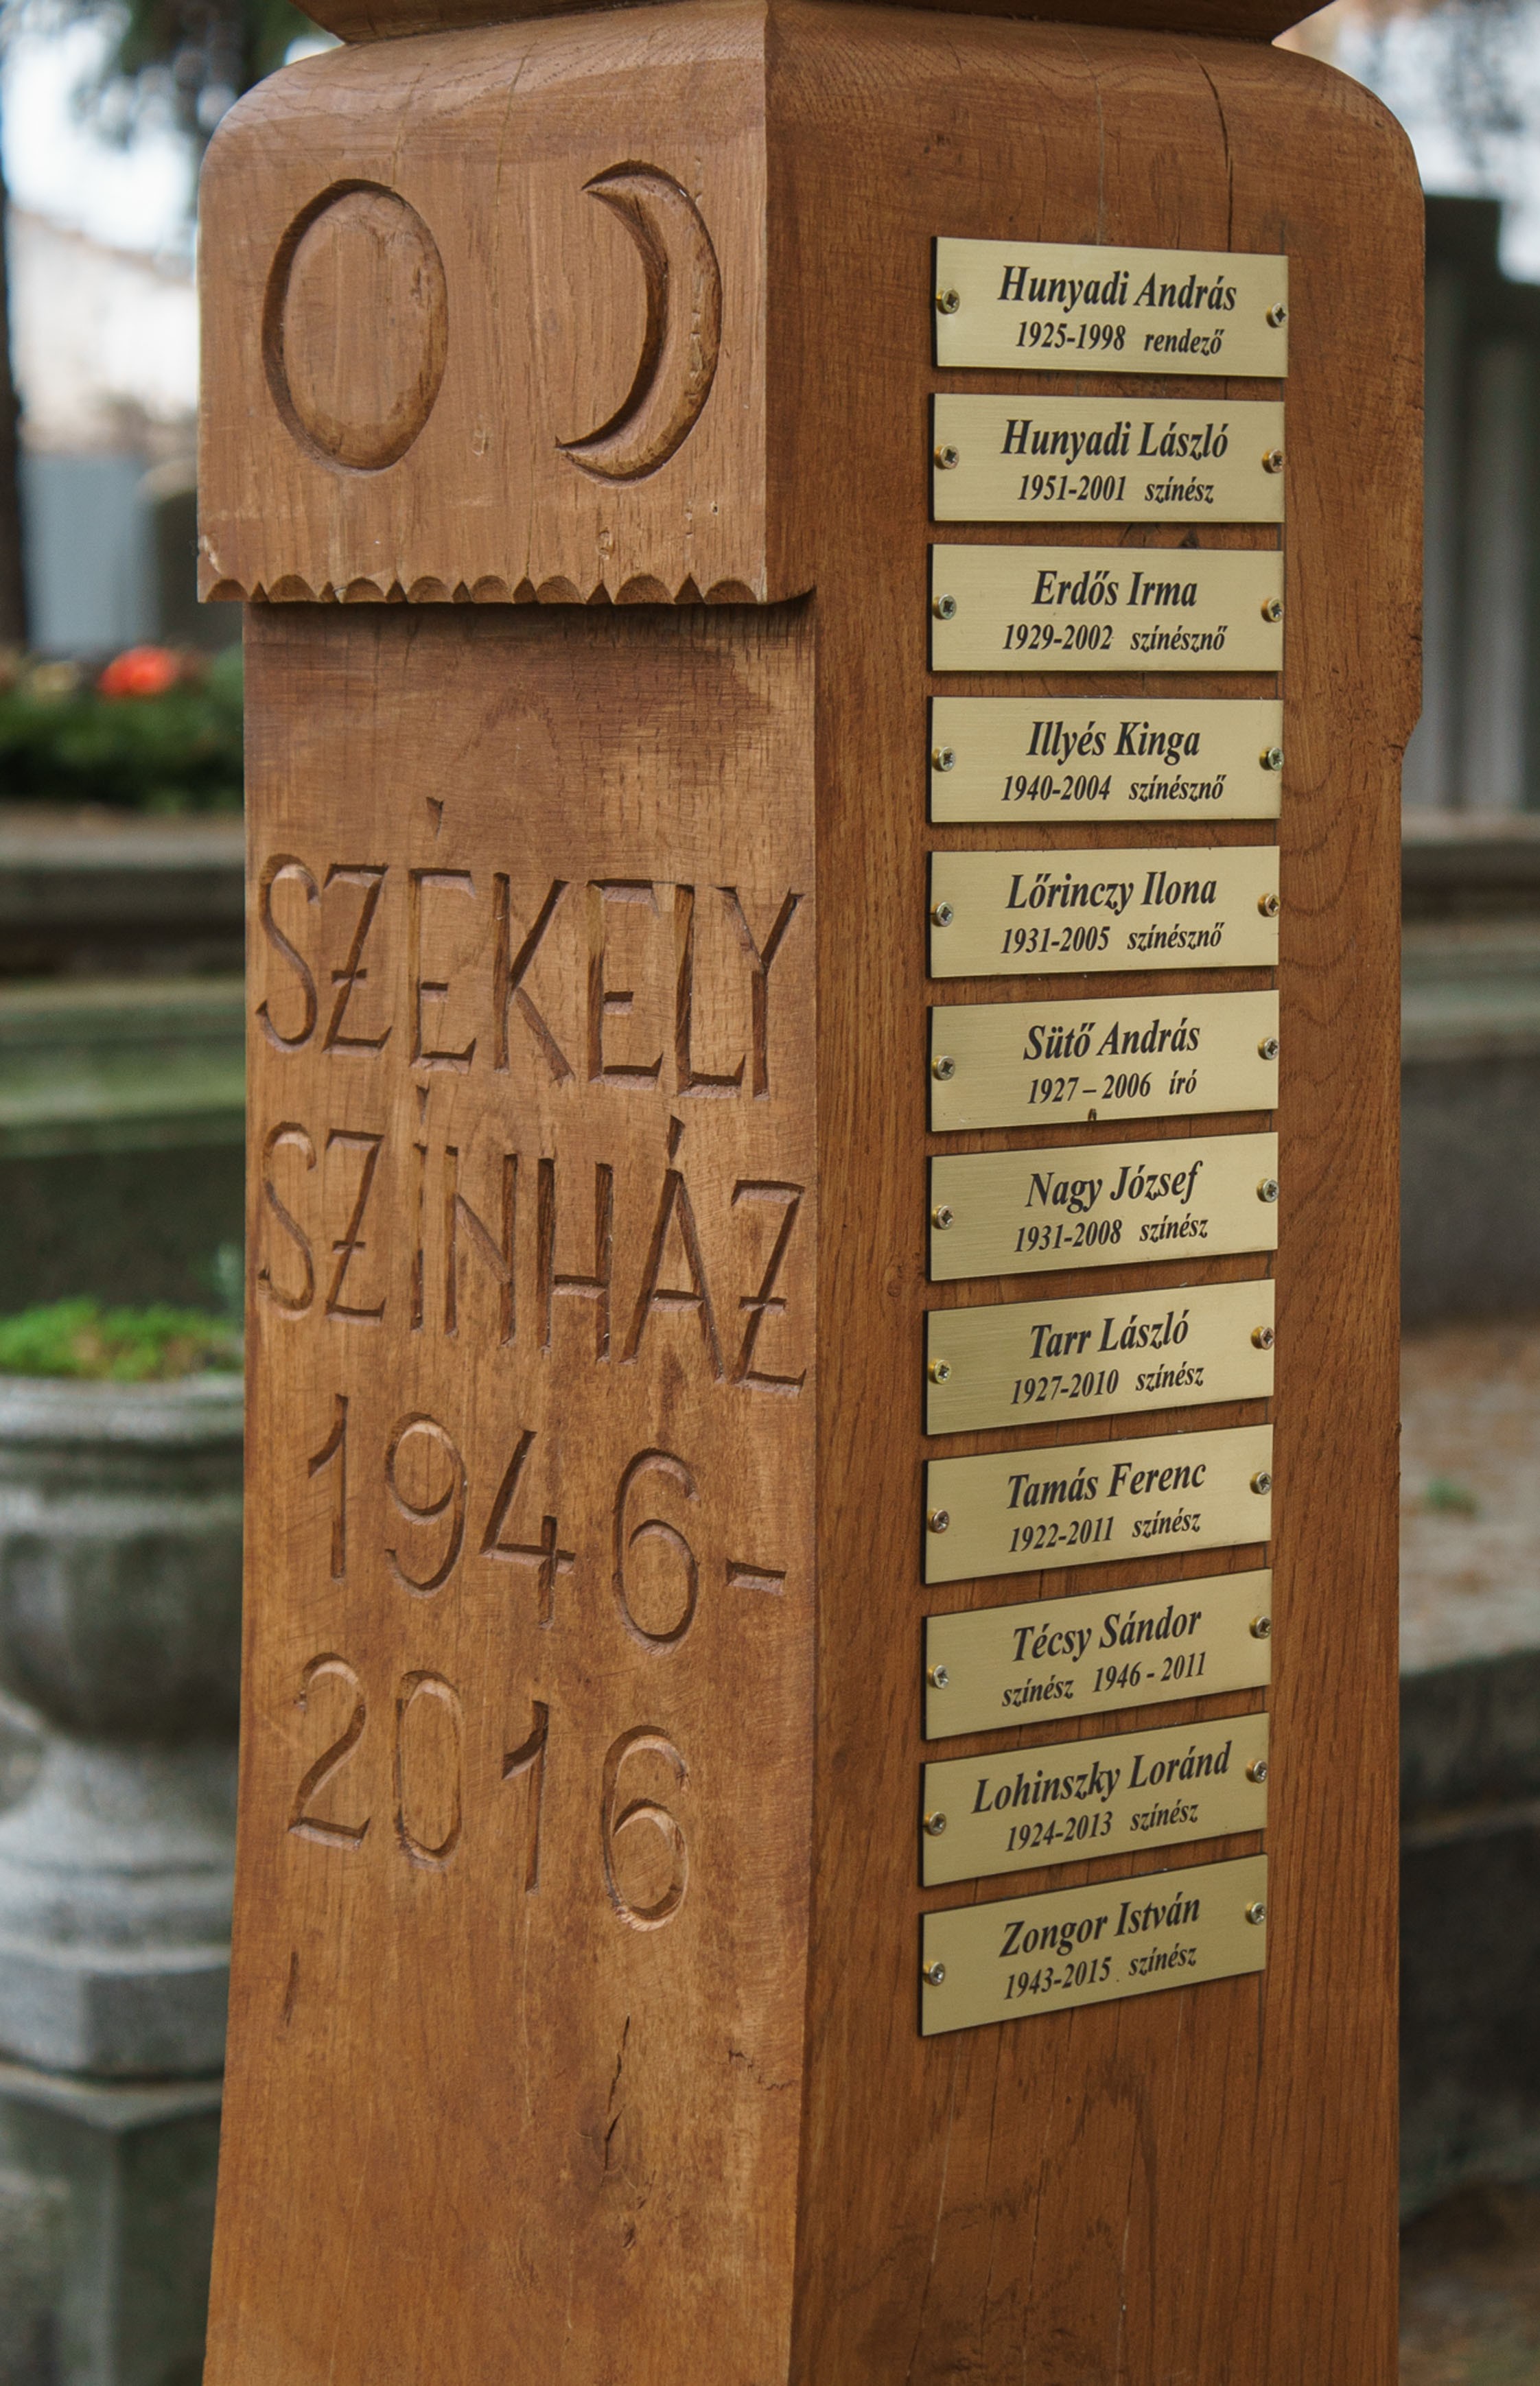 SZÉKELY
SZÍNHÁZ
1946-
2016
Hunyadi András
1925-1998 rendező
Hunyadi László
1951-2001 színész
Erdős Irma
1929-2002 színésznő
Illyés Kinga
1940-2004 színésznő
Lőrinczy Ilona
1931-2005 színésznő
Sütő András
1927 – 2006 író
Nagy József
1931-2008 színész
Tarr László
1927-2010 színész
Tamás Ferenc
1922-2011 színész
Técsy Sándor
színész 1946 - 2011
Lohinszky Loránd
1924-2013 színész
Zongor István
1943-2015 színész